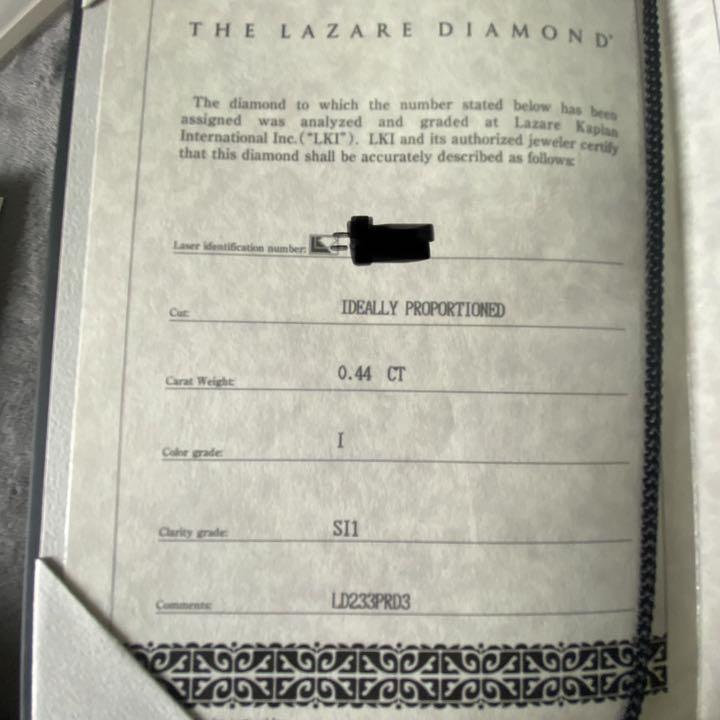 THE LAZARE DIAMOND®
The diamond to which the number stated below has been
assigned was analyzed and graded at Lazare Kaplan
International Inc.("LKI"). LKI and its authorized jeweler certify
that this diamond shall be accurately described as follows:
Laser identification number:
Cut: IDEALLY PROPORTIONED
Carat Weight: 0.44 CT
Color grade: I
Clarity grade: SI1
Comments: LD233PRD3